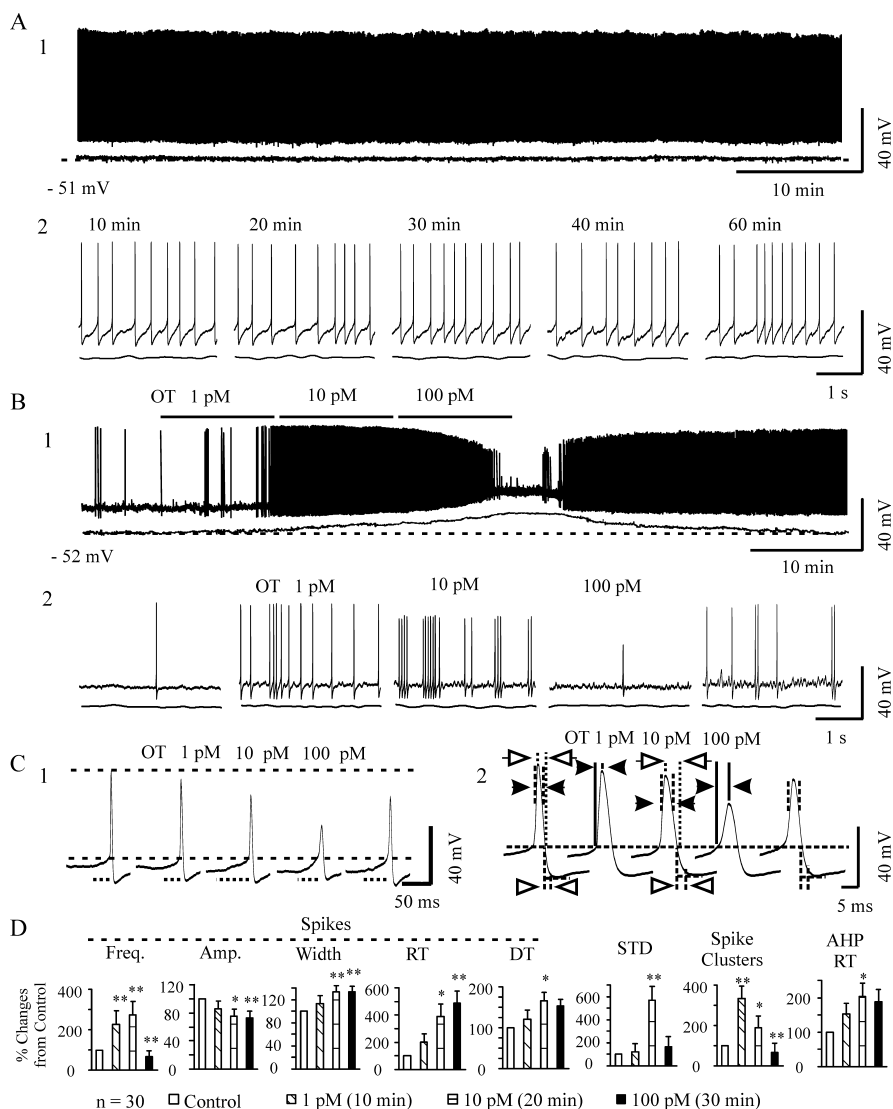 A
1
40 mV
- 51 mV
10 min
2
10 min 20 min 30 min 40 min 60 min
40 mV
1 s
B
OT 1 pM 10 pM 100 pM
1
40 mV
- 52 mV
10 min
2
OT 1 pM 10 pM 100 pM
40 mV
1 s
C
1
OT 1 pM 10 pM 100 pM
40 mV
50 ms
2
OT 1 pM 10 pM 100 pM
40 mV
5 ms
D
Spikes
Freq. Amp. Width RT DT STD Spike Clusters AHP RT
% Changes from Control
400 200 0
** ** **
120 80 40 0
* **
120 80 40 0
** **
600 400 200 0
* **
200 100 0
*
600 400 200 0
**
400 200 0
** * **
200 100 0
*
n = 30 Control 1 pM (10 min) 10 pM (20 min) 100 pM (30 min)